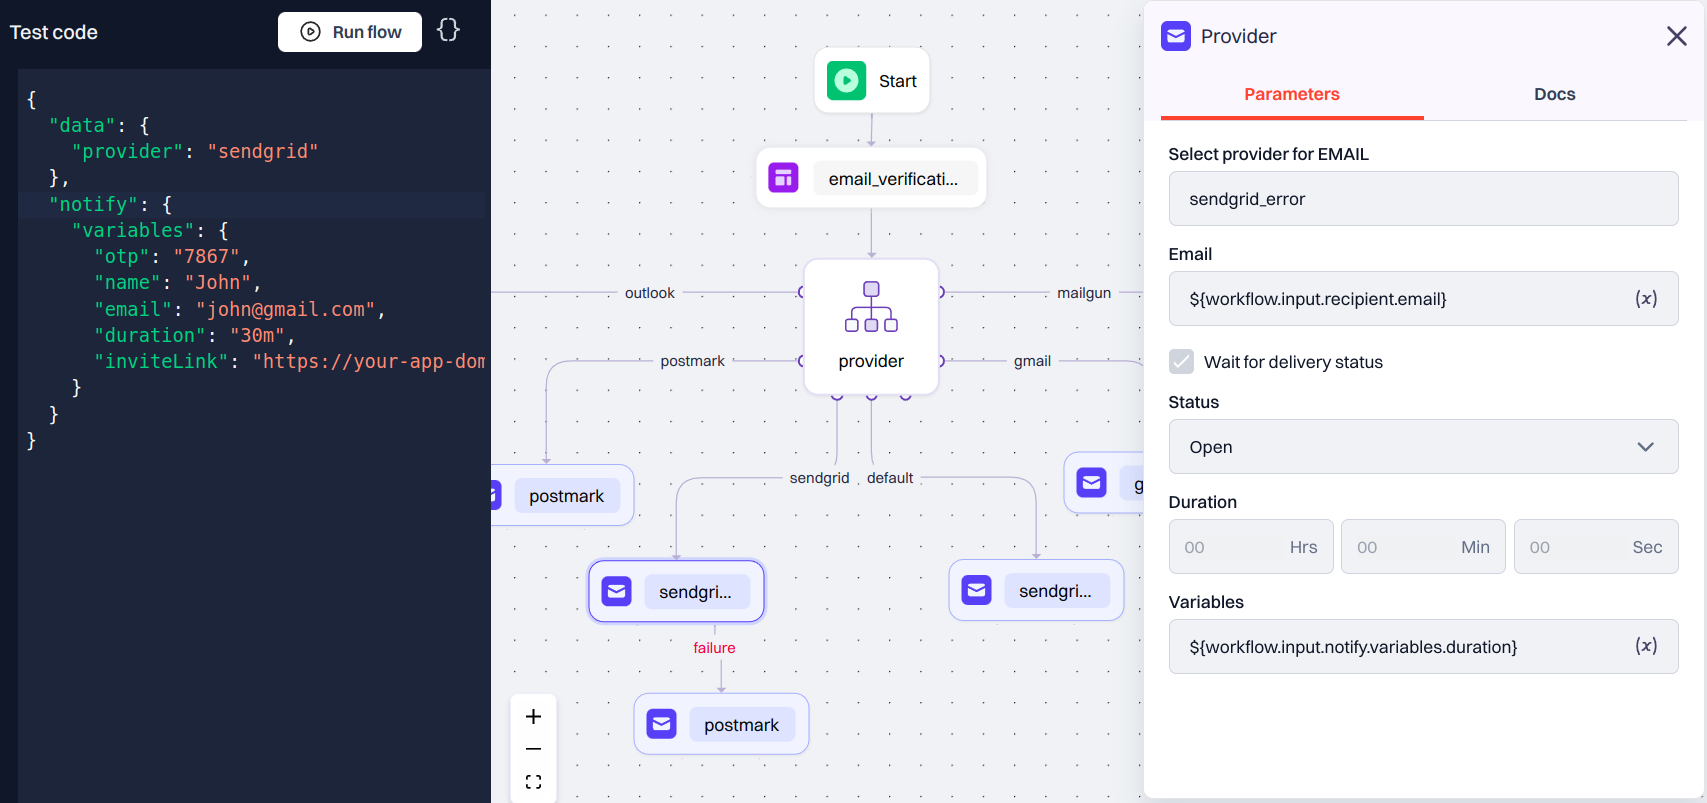 Test code
Run flow
{}
{
"data": {
"provider": "sendgrid"
},
"notify": {
"variables": {
"otp": "7867",
"name": "John",
"email": "john@gmail.com",
"duration": "30m",
"inviteLink": "https://your-app-dom
}
}
}
Start
email_verificati...
outlook
mailgun
postmark
provider
gmail
sendgrid
default
postmark
g
sendgri...
sendgri...
failure
postmark
Provider
Parameters
Docs
Select provider for EMAIL
sendgrid_error
Email
${workflow.input.recipient.email}
(x)
Wait for delivery status
Status
Open
Duration
00 Hrs
00 Min
00 Sec
Variables
${workflow.input.notify.variables.duration}
(x)